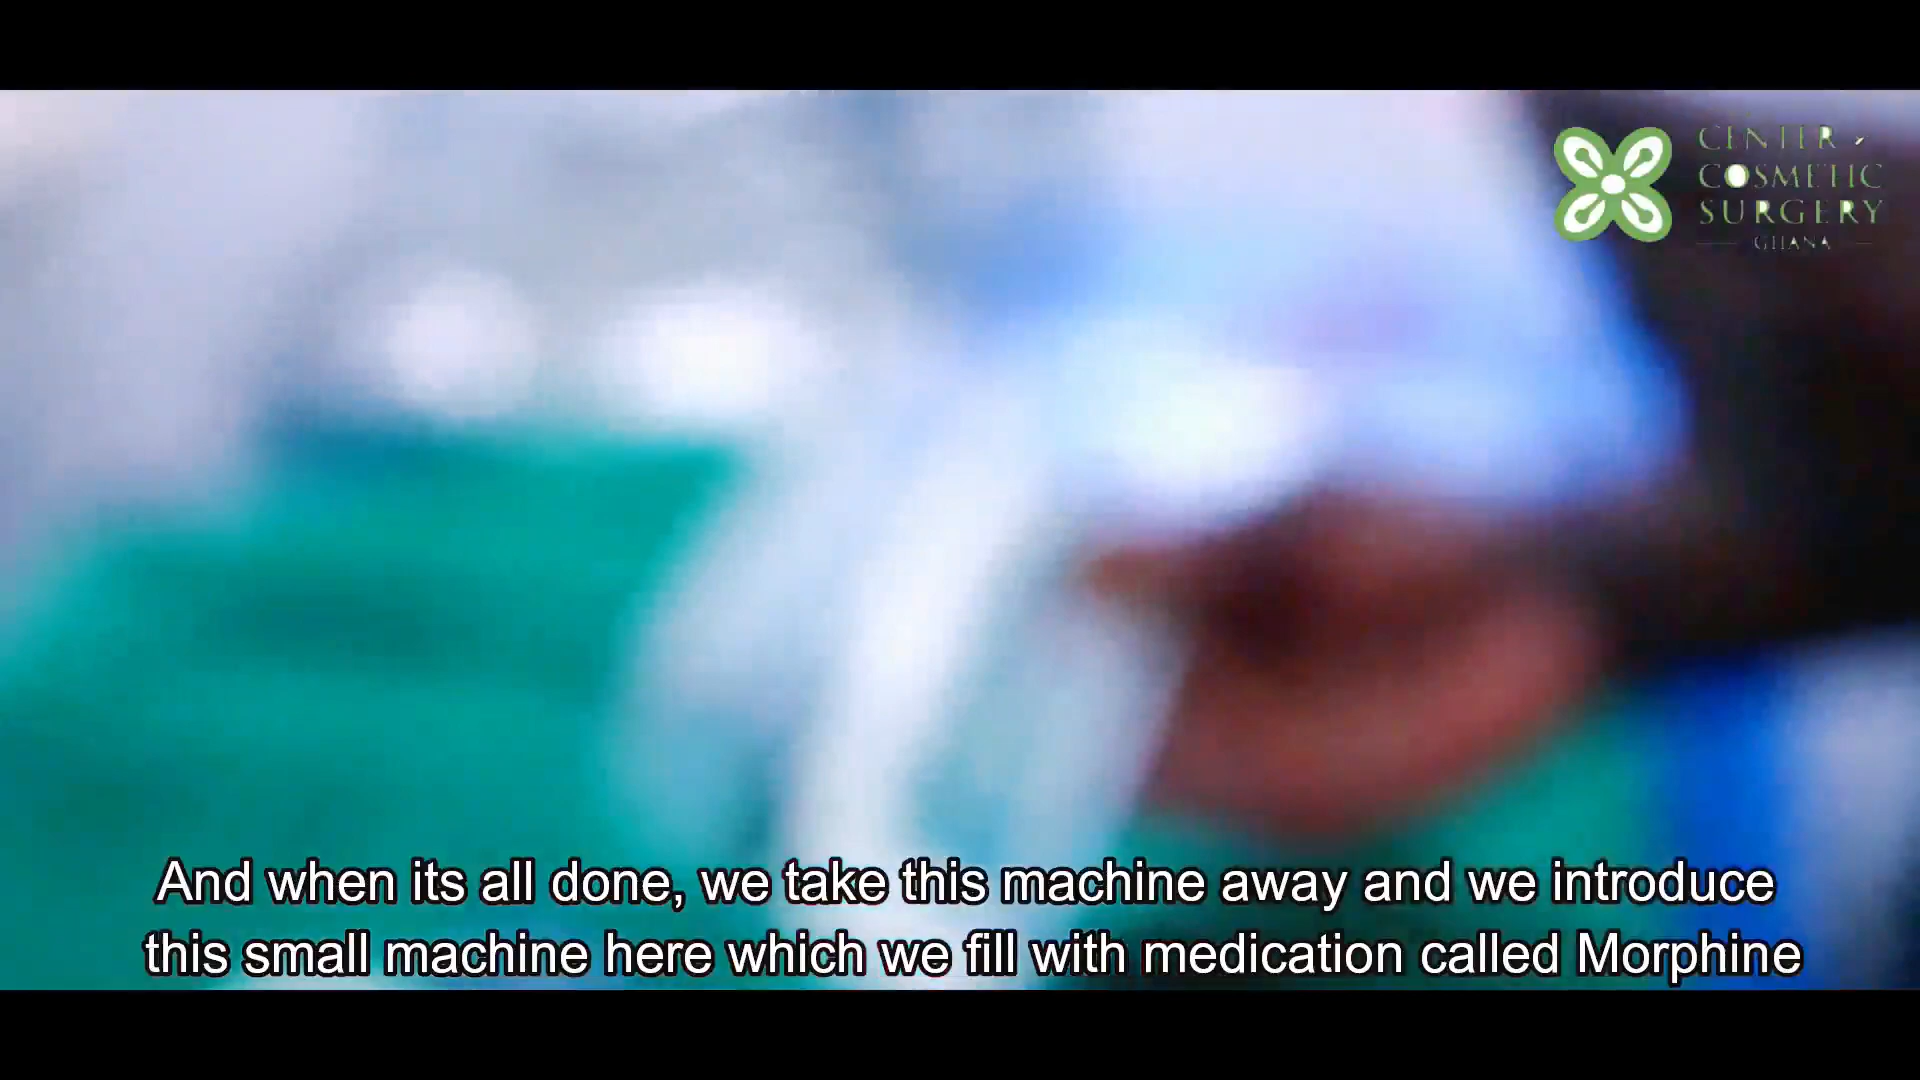 CENTER
COSMETIC
SURGERY
GHANA
And when its all done, we take this machine away and we introduce
this small machine here which we fill with medication called Morphine